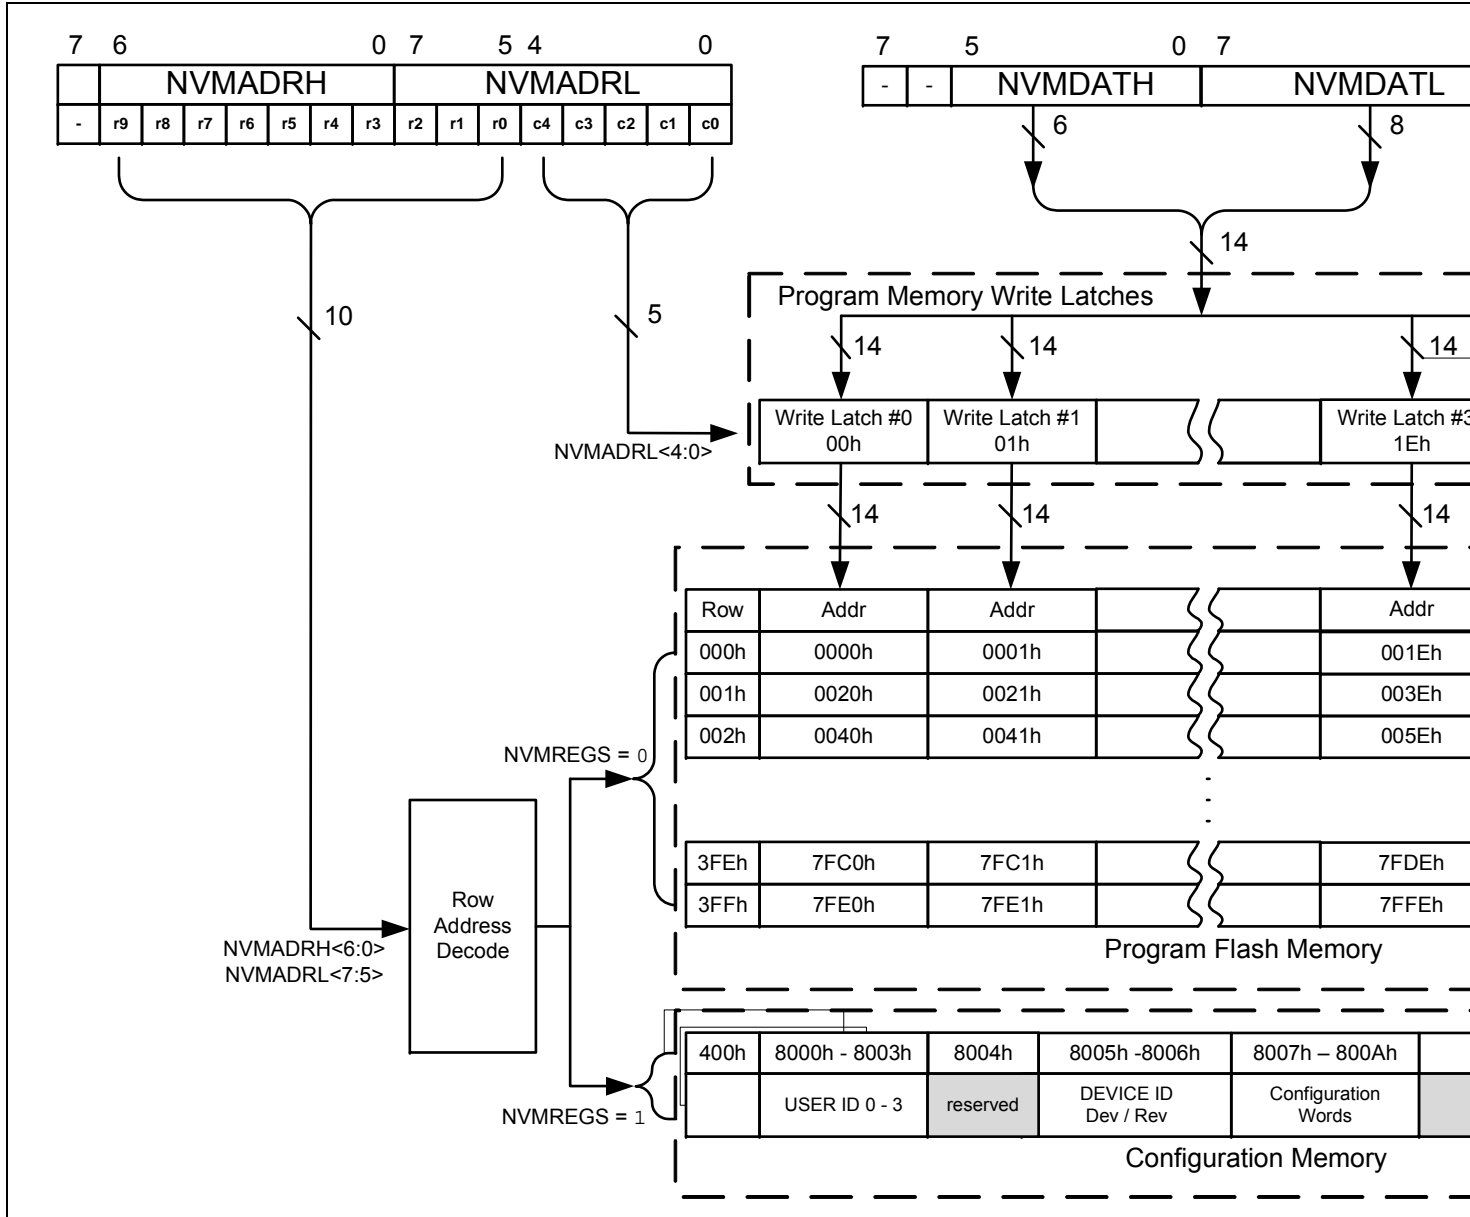 7 6 0 7 5 4 0
7 5 0 7
NVMADRH NVMADRL
- - NVMDATH NVMDATL
- r9 r8 r7 r6 r5 r4 r3 r2 r1 r0 c4 c3 c2 c1 c0
6 8
14
Program Memory Write Latches
10 5
14 14 14
Write Latch #0
00h
Write Latch #1
01h
Write Latch #3
1Eh
NVMADRL<4:0>
14 14 14
Row Addr Addr Addr
000h 0000h 0001h 001Eh
001h 0020h 0021h 003Eh
002h 0040h 0041h 005Eh
NVMREGS = 0
3FEh 7FC0h 7FC1h 7FDEh
3FFh 7FE0h 7FE1h 7FFEh
Row
Address
Decode
NVMADRH<6:0>
NVMADRL<7:5>
Program Flash Memory
400h 8000h - 8003h 8004h 8005h -8006h 8007h – 800Ah
USER ID 0 - 3
reserved
DEVICE ID
Dev / Rev
Configuration
Words
NVMREGS = 1
Configuration Memory